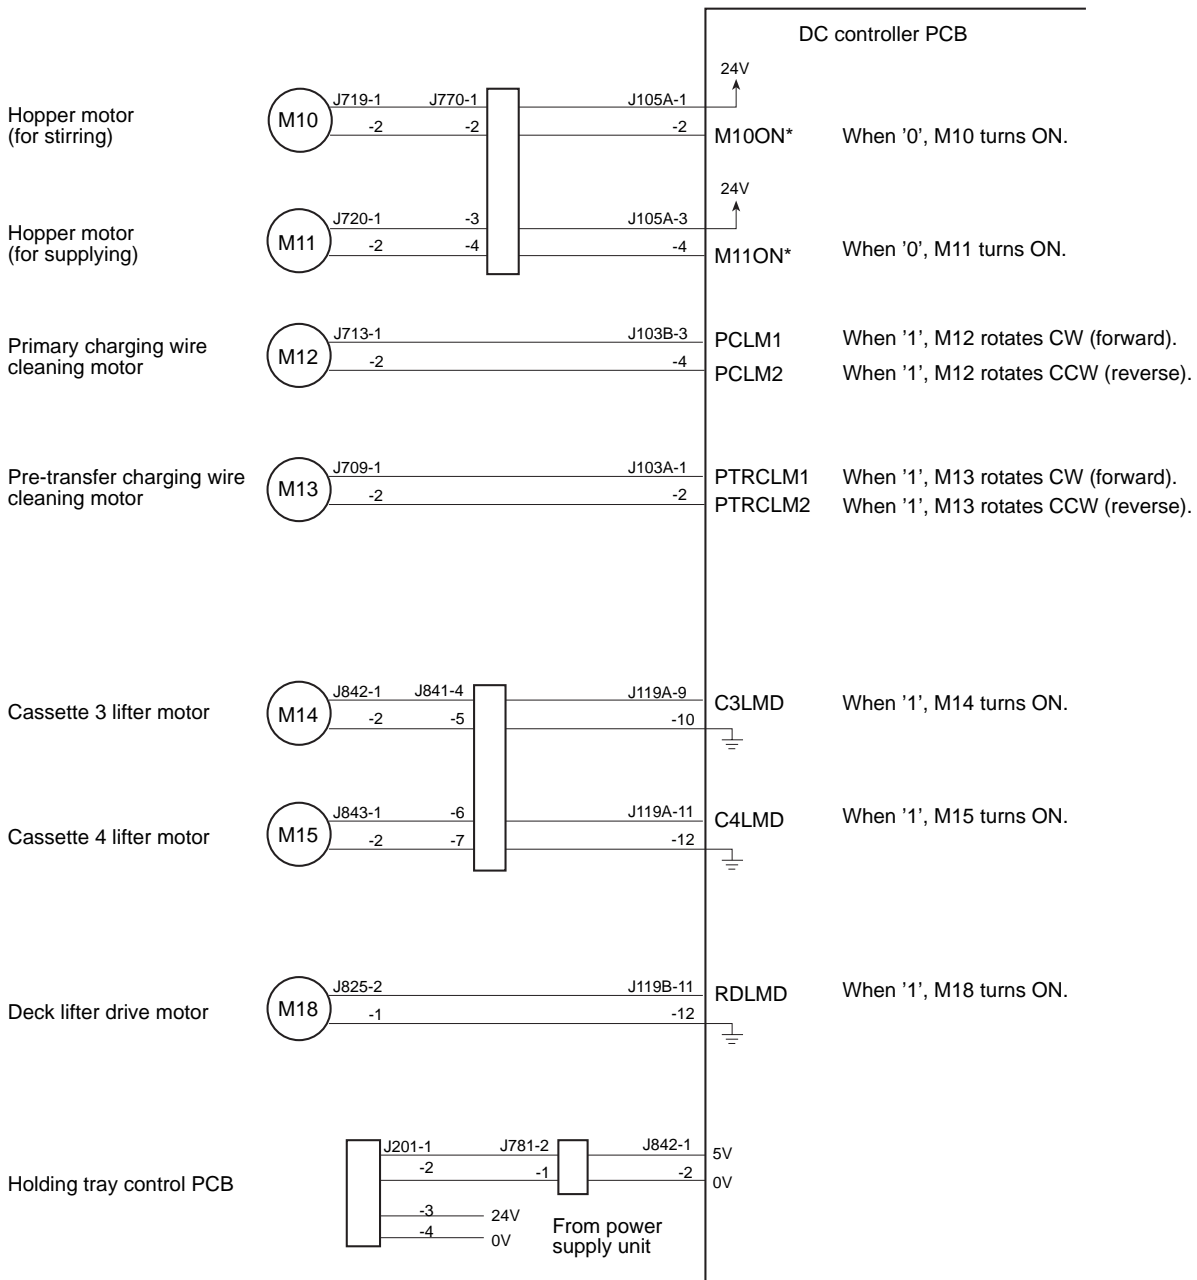 DC controller PCB
24V
Hopper motor
(for stirring)
M10
J719-1
J770-1
J105A-1
-2
-2
-2
M10ON*
When ’0’, M10 turns ON.
24V
Hopper motor
(for supplying)
M11
J720-1
-3
J105A-3
-2
-4
-4
M11ON*
When ’0’, M11 turns ON.
Primary charging wire
cleaning motor
M12
J713-1
J103B-3
PCLM1
When ’1’, M12 rotates CW (forward).
-2
-4
PCLM2
When ’1’, M12 rotates CCW (reverse).
Pre-transfer charging wire
cleaning motor
M13
J709-1
J103A-1
PTRCLM1
When ’1’, M13 rotates CW (forward).
-2
-2
PTRCLM2
When ’1’, M13 rotates CCW (reverse).
Cassette 3 lifter motor
M14
J842-1
J841-4
J119A-9
C3LMD
When ’1’, M14 turns ON.
-2
-5
-10
Cassette 4 lifter motor
M15
J843-1
-6
J119A-11
C4LMD
When ’1’, M15 turns ON.
-2
-7
-12
Deck lifter drive motor
M18
J825-2
J119B-11
RDLMD
When ’1’, M18 turns ON.
-1
-12
Holding tray control PCB
J201-1
J781-2
J842-1
5V
-2
-1
-2
0V
-3
24V
-4
0V
From power
supply unit